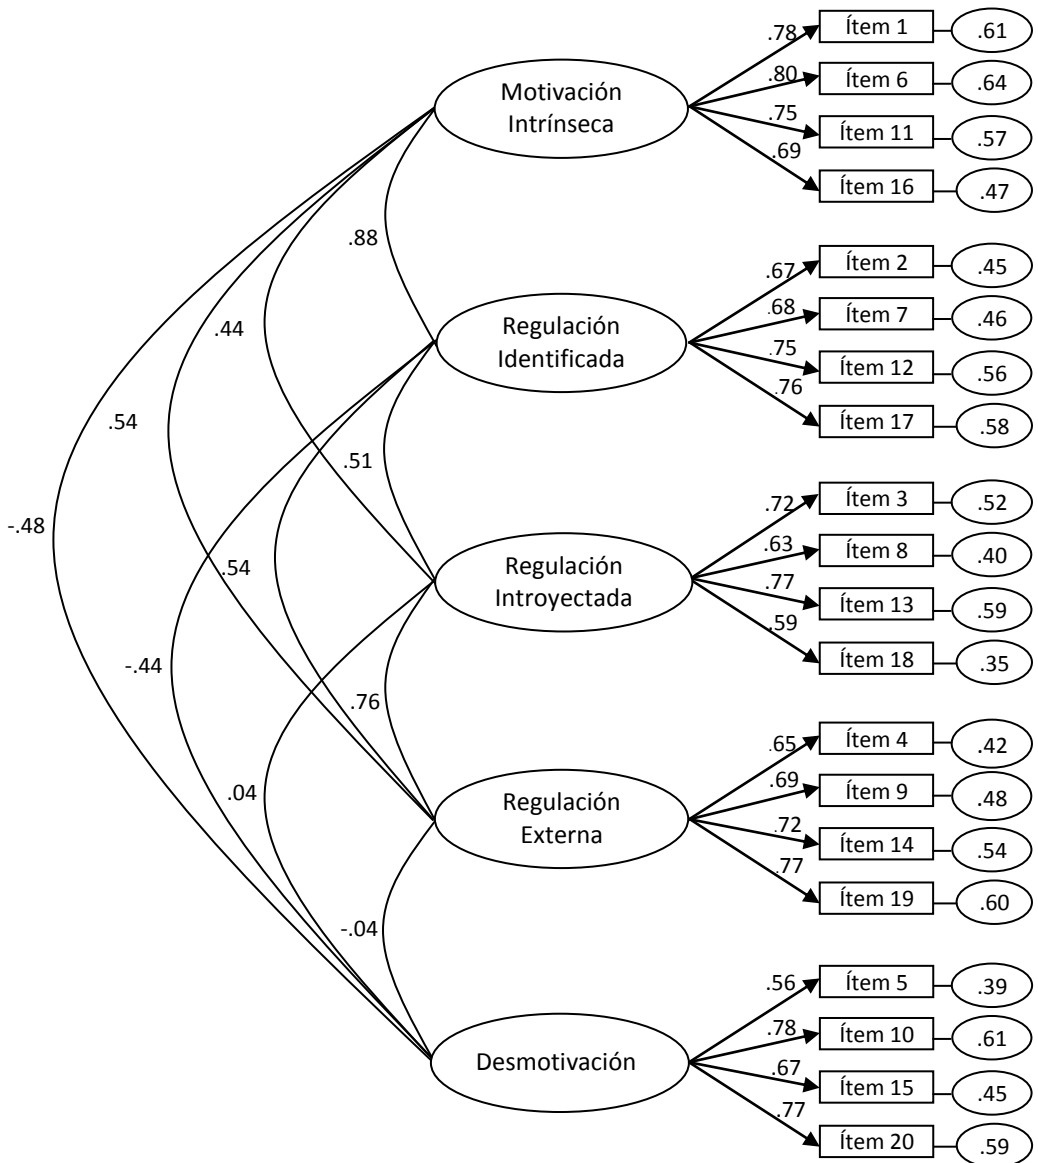 .78
Ítem 1
.61
.80
Ítem 6
.64
.75
Ítem 11
.57
.69
Ítem 16
.47
Motivación
Intrínseca
.88
.67
Ítem 2
.45
.68
Ítem 7
.46
.75
Ítem 12
.56
.76
Ítem 17
.58
Regulación
Identificada
.44
.54
.51
-.48
.72
Ítem 3
.52
.63
Ítem 8
.40
.77
Ítem 13
.59
.59
Ítem 18
.35
Regulación
Introyectada
.54
-.44
.76
.65
Ítem 4
.42
.69
Ítem 9
.48
.72
Ítem 14
.54
.77
Ítem 19
.60
Regulación
Externa
.04
-.04
.56
Ítem 5
.39
.78
Ítem 10
.61
.67
Ítem 15
.45
.77
Ítem 20
.59
Desmotivación